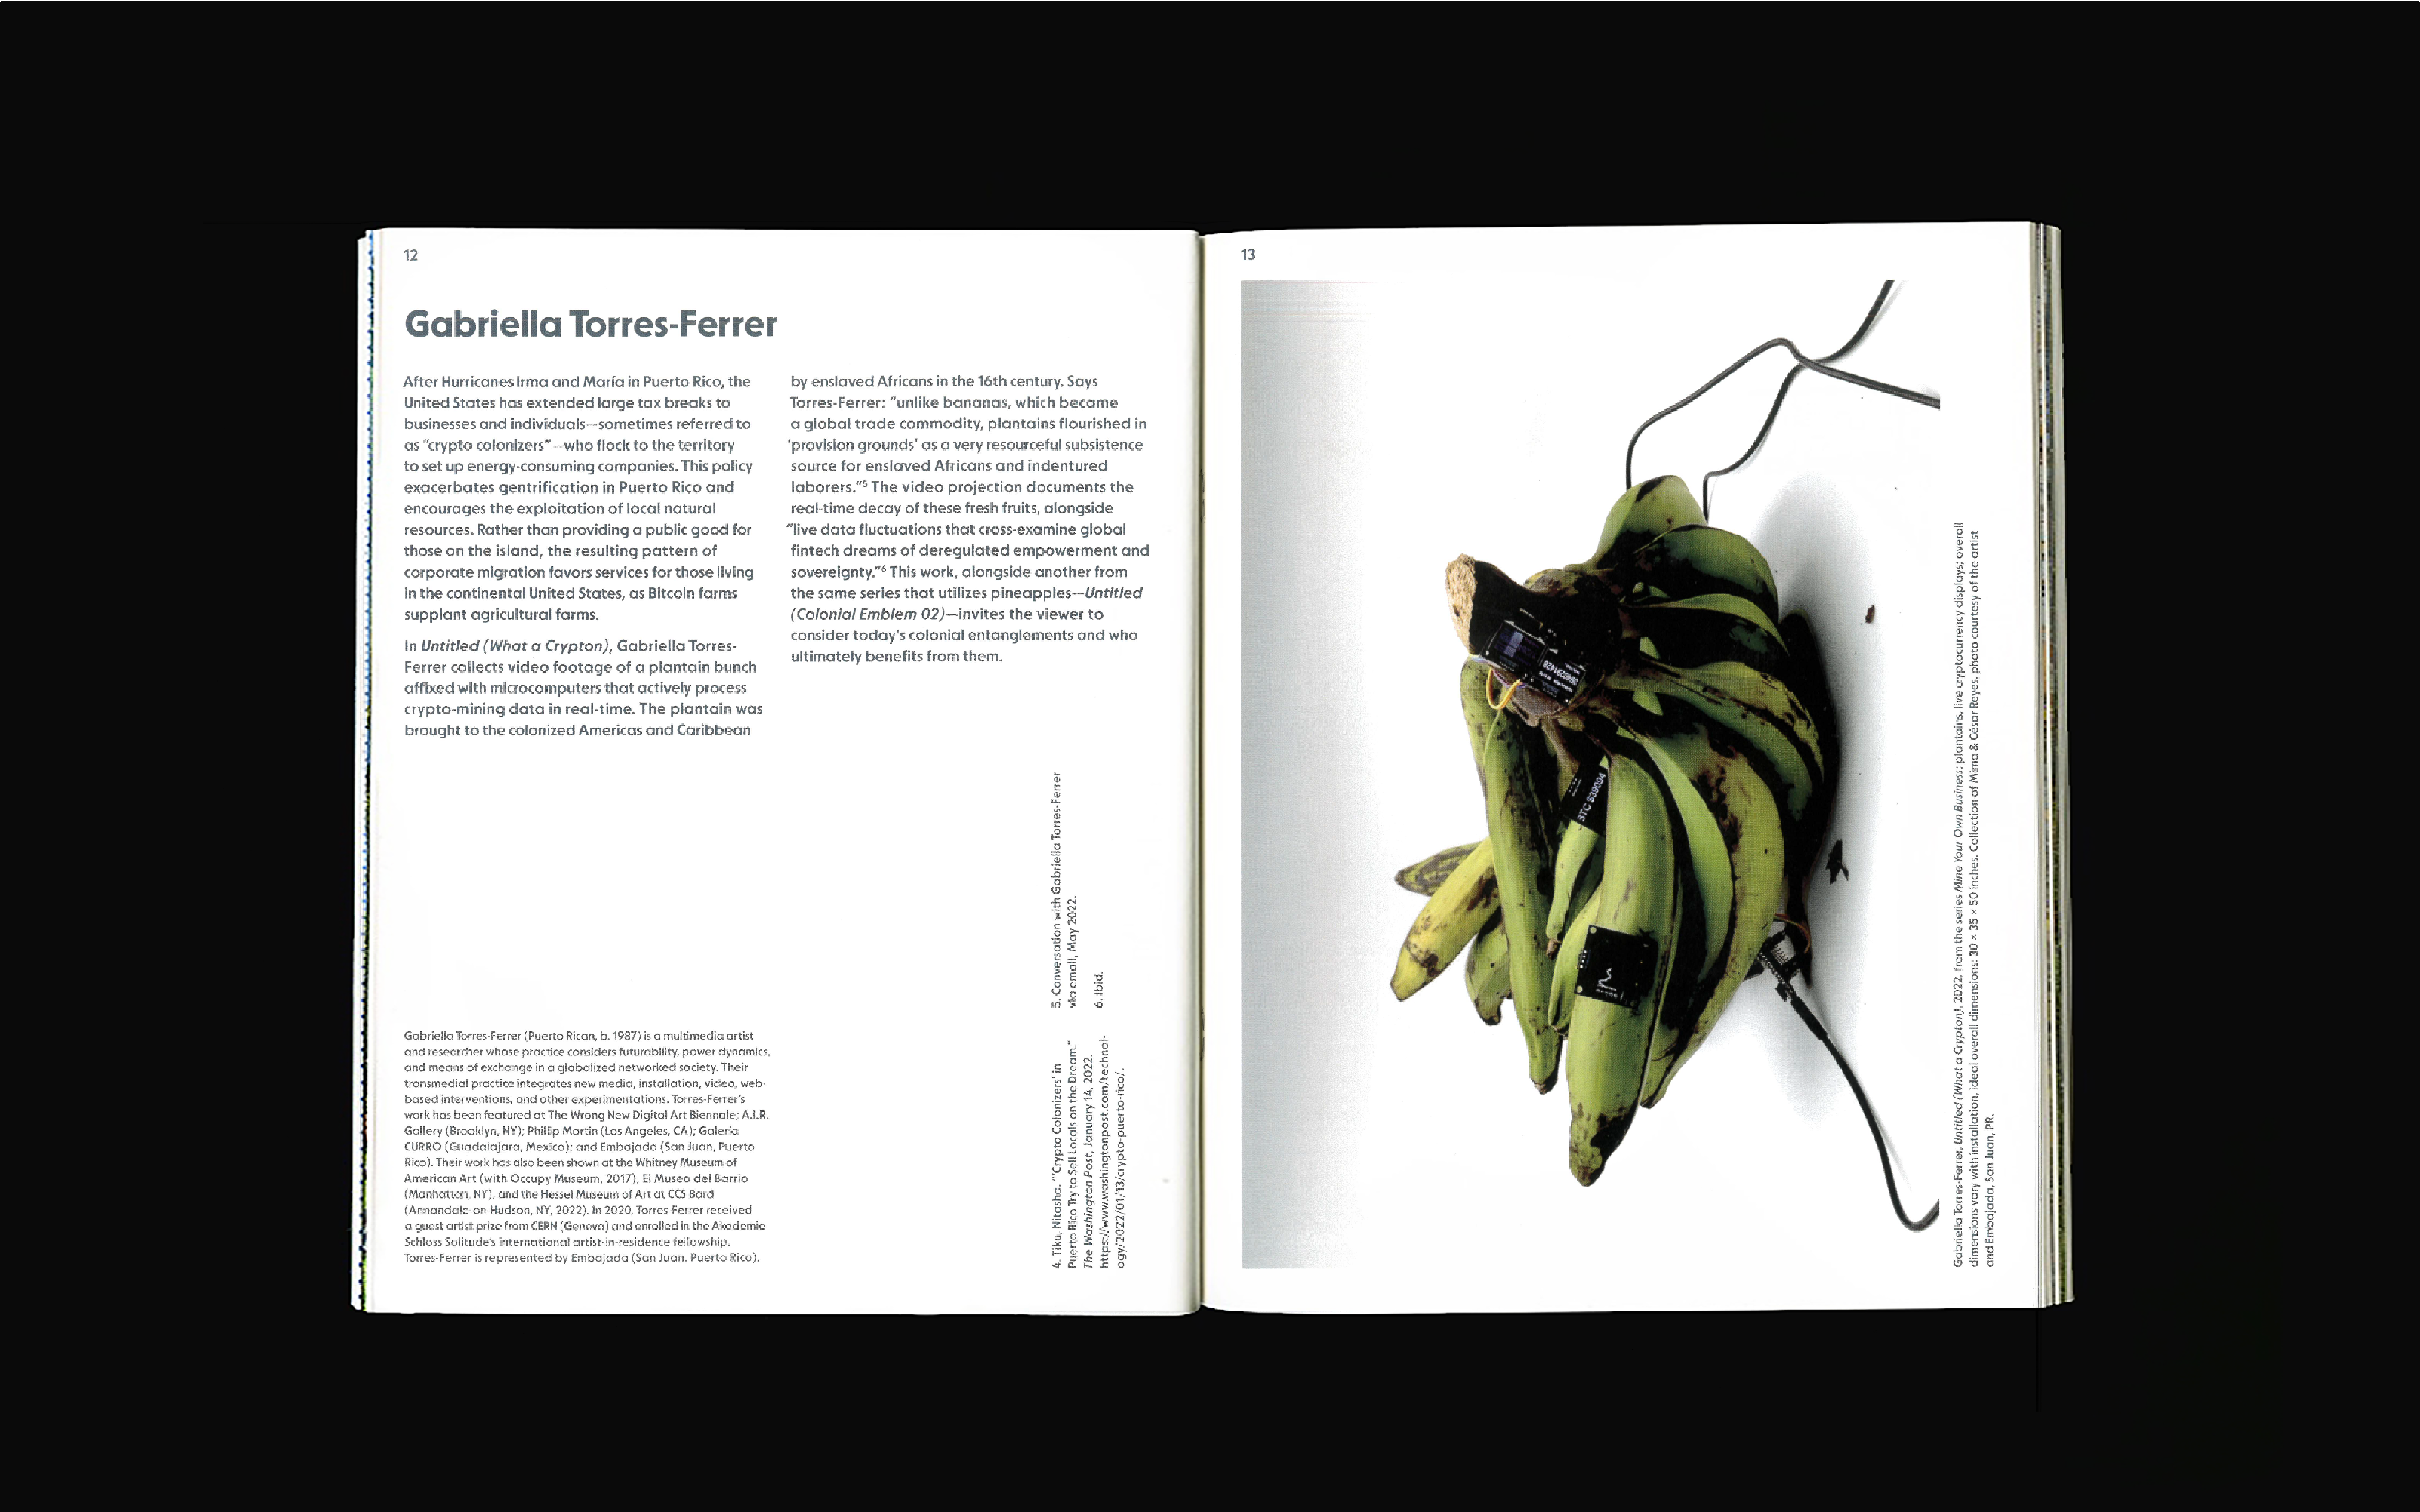 12
Gabriella Torres-Ferrer
After Hurricanes Irma and María in Puerto Rico, the
United States has extended large tax breaks to
businesses and individuals—sometimes referred to
as “crypto colonizers”—who flock to the territory
to set up energy-consuming companies. This policy
exacerbates gentrification in Puerto Rico and
encourages the exploitation of local natural
resources. Rather than providing a public good for
those on the island, the resulting pattern of
corporate migration favors services for those living
in the continental United States, as Bitcoin farms
supplant agricultural farms.
In Untitled (What a Crypton), Gabriella Torres-
Ferrer collects video footage of a plantain bunch
affixed with microcomputers that actively process
crypto-mining data in real-time. The plantain was
brought to the colonized Americas and Caribbean
by enslaved Africans in the 16th century. Says
Torres-Ferrer: “unlike bananas, which became
a global trade commodity, plantains flourished in
‘provision grounds’ as a very resourceful subsistence
source for enslaved Africans and indentured
laborers.”5 The video projection documents the
real-time decay of these fresh fruits, alongside
“live data fluctuations that cross-examine global
fintech dreams of deregulated empowerment and
sovereignty.”6 This work, alongside another from
the same series that utilizes pineapples—Untitled
(Colonial Emblem 02)—invites the viewer to
consider today's colonial entanglements and who
ultimately benefits from them.
Gabriella Torres-Ferrer (Puerto Rican, b. 1987) is a multimedia artist
and researcher whose practice considers futurability, power dynamics,
and means of exchange in a globalized networked society. Their
transmedial practice integrates new media, installation, video, web-
based interventions, and other experimentations. Torres-Ferrer's
work has been featured at The Wrong New Digital Art Biennale; A.I.R.
Gallery (Brooklyn, NY); Phillip Martin (Los Angeles, CA); Galería
CURRO (Guadalajara, Mexico); and Embajada (San Juan, Puerto
Rico). Their work has also been shown at the Whitney Museum of
American Art (with Occupy Museum, 2017), El Museo del Barrio
(Manhattan, NY), and the Hessel Museum of Art at CCS Bard
(Annandale-on-Hudson, NY, 2022). In 2020, Torres-Ferrer received
a guest artist prize from CERN (Geneva) and enrolled in the Akademie
Schloss Solitude's international artist-in-residence fellowship.
Torres-Ferrer is represented by Embajada (San Juan, Puerto Rico).
4. Tiku, Nitasha. “‘Crypto Colonizers’ in
Puerto Rico Try to Sell Locals on the Dream.”
The Washington Post, January 14, 2022.
https://www.washingtonpost.com/technol-
ogy/2022/01/13/crypto-puerto-rico/.
5. Conversation with Gabriella Torres-Ferrer
via email, May 2022.
6. Ibid.
13
Gabriella Torres-Ferrer, Untitled (What a Crypton), 2022, from the series Mine Your Own Business; plantains, live cryptocurrency displays; overall
dimensions vary with installation, ideal overall dimensions: 30 × 35 × 50 inches. Collection of Mima & César Reyes, photo courtesy of the artist
and Embajada, San Juan, PR.